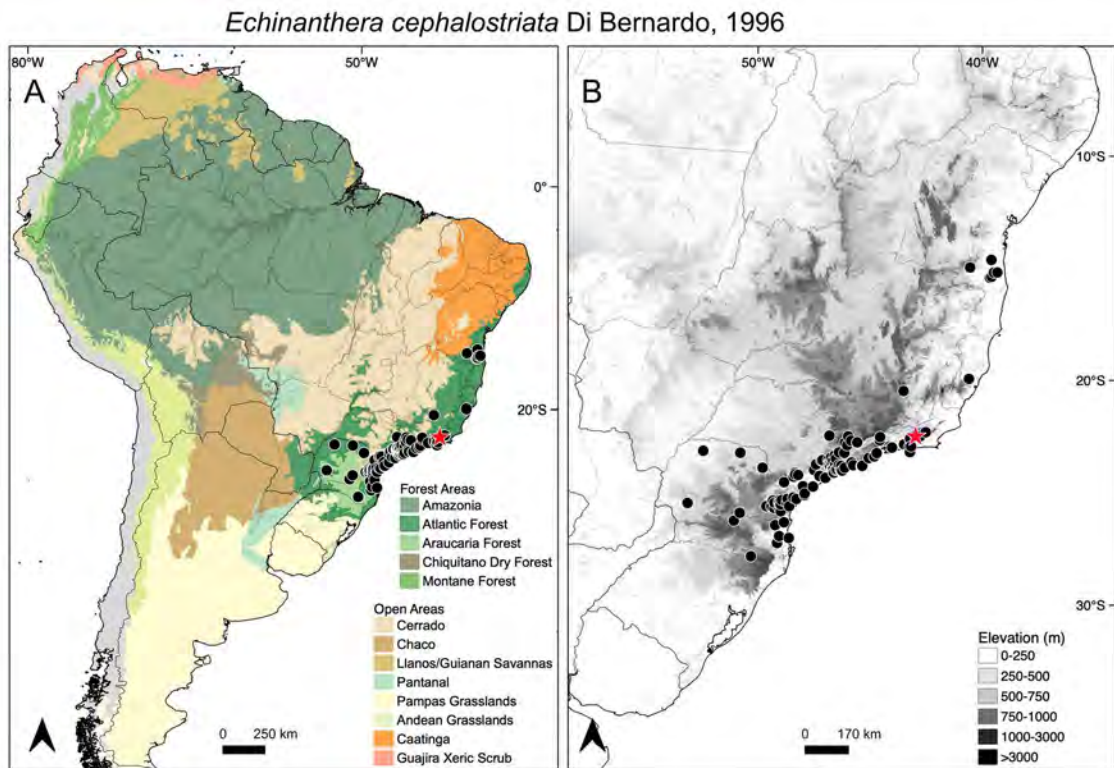 Echinanthera cephalostriata Di Bernardo, 1996
80°W
50°W
A
0°
20°S
Forest Areas
Amazonia
Atlantic Forest
Araucaria Forest
Chiquitano Dry Forest
Montane Forest
Open Areas
Cerrado
Chaco
Llanos/Guianan Savannas
Pantanal
Pampas Grasslands
Andean Grasslands
Caatinga
Guajira Xeric Scrub
0 250 km
50°W
40°W
B
10°S
20°S
30°S
Elevation (m)
0-250
250-500
500-750
750-1000
1000-3000
>3000
0 170 km